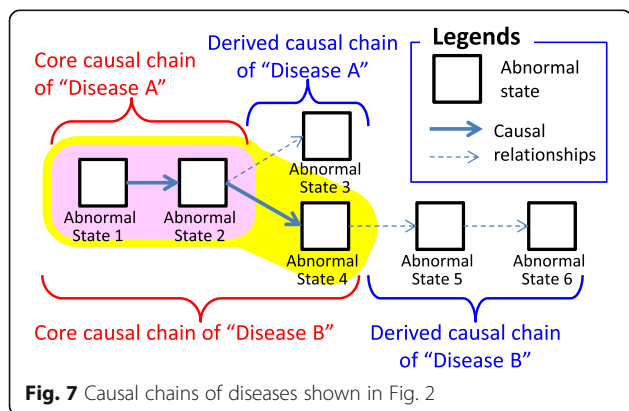 Core causal chain
of “Disease A”
Derived causal chain
of “Disease A”
Legends
Abnormal
state
Causal
relationships
Abnormal
State 1
Abnormal
State 2
Abnormal
State 3
Abnormal
State 4
Abnormal
State 5
Abnormal
State 6
Core causal chain of “Disease B”
Derived causal chain
of “Disease B”
Fig. 7 Causal chains of diseases shown in Fig. 2